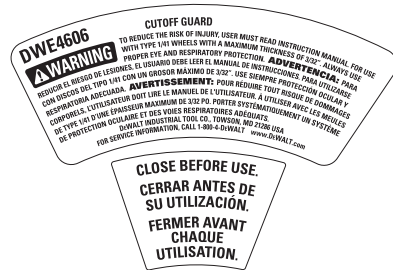 CUTOFF GUARD
DWE4606
WARNING TO REDUCE THE RISK OF INJURY, USER MUST READ INSTRUCTION MANUAL. FOR USE
WITH TYPE 1/41 WHEELS WITH A MAXIMUM THICKNESS OF 3/32". ALWAYS USE
PROPER EYE AND RESPIRATORY PROTECTION. ADVERTENCIA: PARA
REDUCIR EL RIESGO DE LESIONES, EL USUARIO DEBE LEER EL MANUAL DE INSTRUCCIONES. PARA UTILIZARSE
CON DISCOS DEL TIPO 1/41 CON UN GROSOR MÁXIMO DE 3/32". USE SIEMPRE PROTECCIÓN OCULAR Y
RESPIRATORIA ADECUADA. AVERTISSEMENT: POUR RÉDUIRE TOUT RISQUE DE DOMMAGES
CORPORELS, L'UTILISATEUR DOIT LIRE LE MANUEL DE L'UTILISATEUR. À UTILISER AVEC LES MEULES
DE TYPE 1/41 D'UNE ÉPAISSEUR MAXIMUM DE 3/32 PO. PORTER SYSTÉMATIQUEMENT UN SYSTÈME
DE PROTECTION OCULAIRE ET DES VOIES RESPIRATOIRES ADÉQUATS.
DEWALT INDUSTRIAL TOOL CO., TOWSON, MD 21286 USA
FOR SERVICE INFORMATION, CALL 1-800-4-DEWALT www.DEWALT.com
CLOSE BEFORE USE.
CERRAR ANTES DE
SU UTILIZACIÓN.
FERMER AVANT
CHAQUE
UTILISATION.